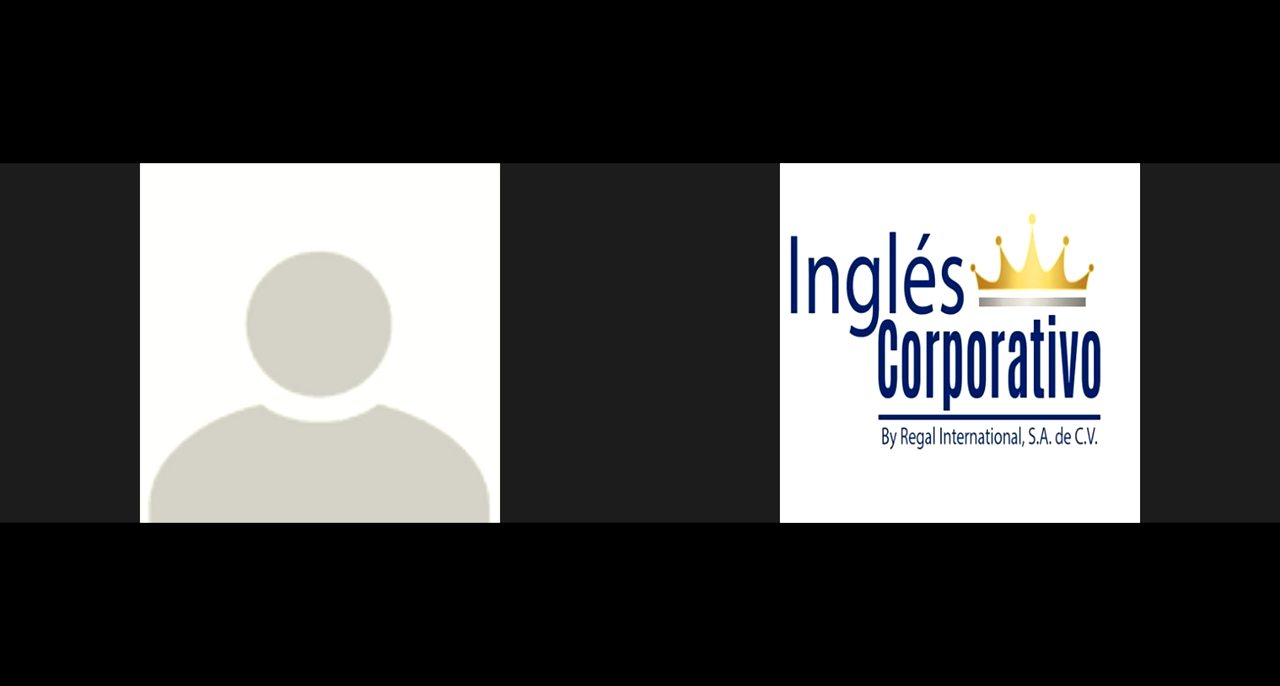 Inglés
Corporativo
By Regal International, S.A. de C.V.